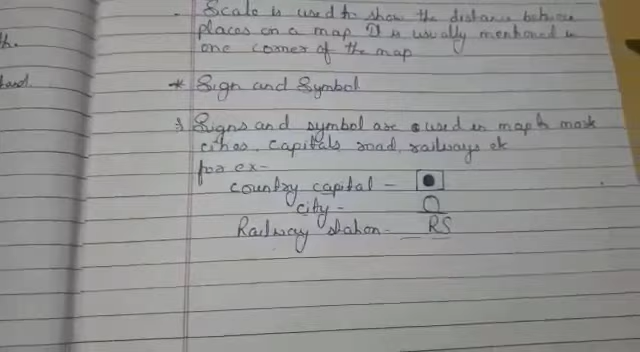 the.
- Scale is used to show the distance between
places on a map It is usually mentioned in
one corner of the map
* Sign and Symbol
→ Signs and symbol are used in map to mark
cities, capitals, road, railways etc
for ex-
country capital -
city -
Railway station - RS